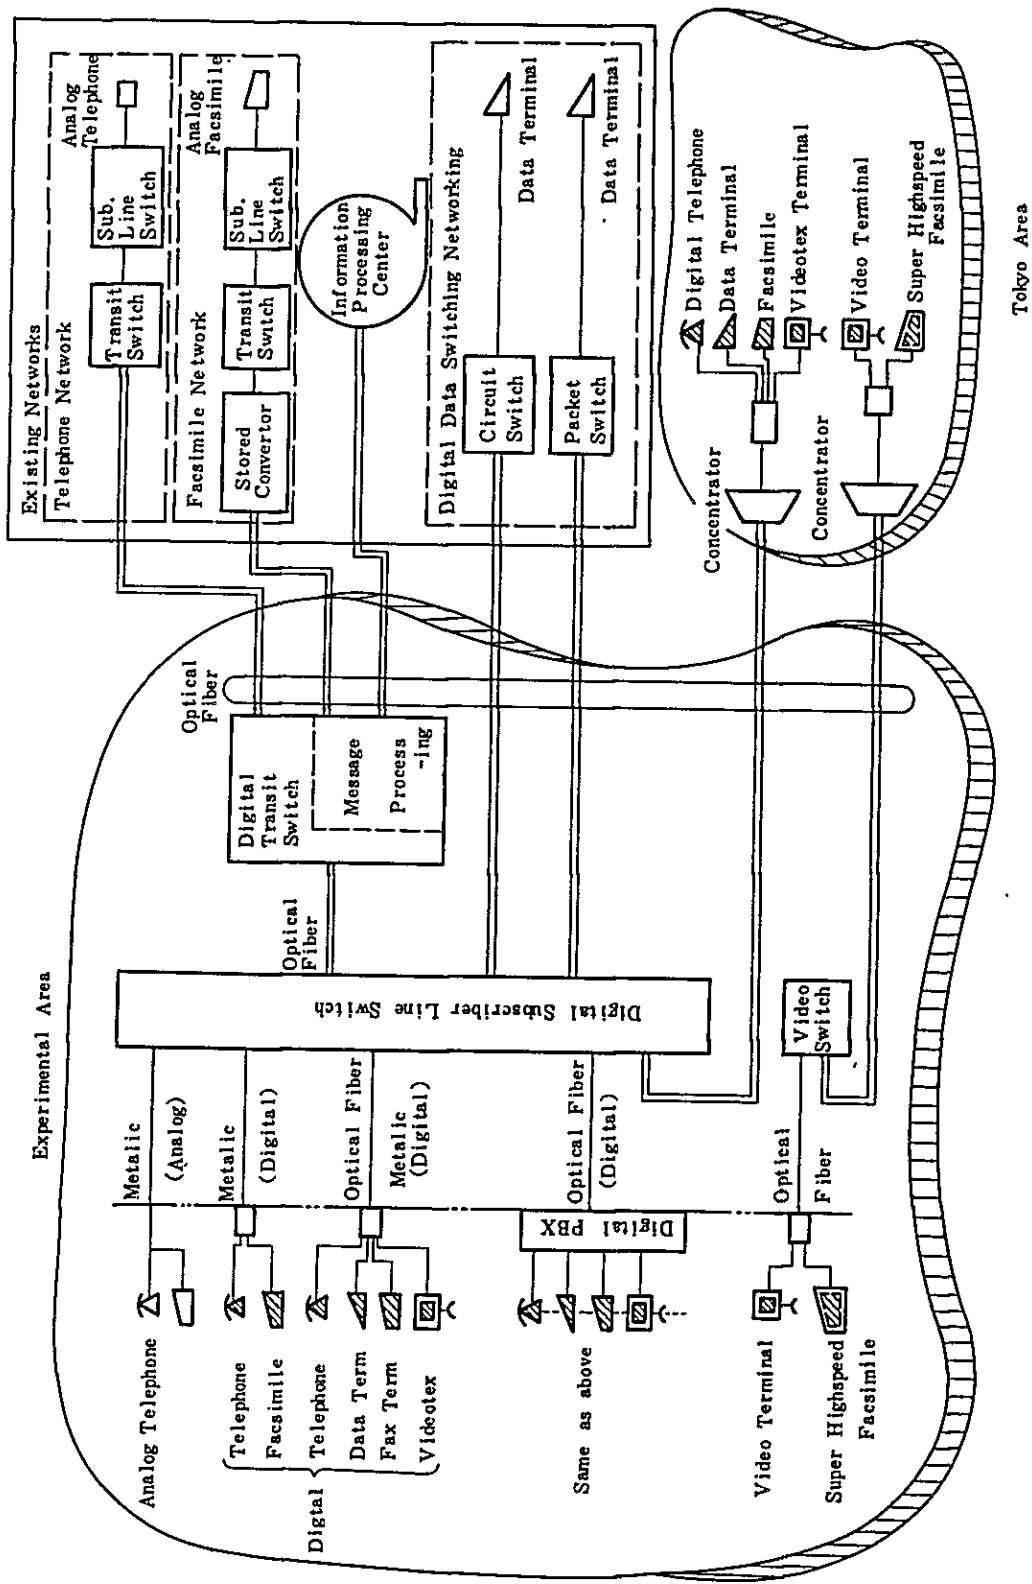 Experimental Area
Analog Telephone
Metalic
(Analog)
Telephone
Facsimile
Metalic
(Digital)
Telephone
Data Term
Fax Term
Videotex
Digtal
Optical Fiber
Metalic
(Digital)
Same as above
Digital PBX
Optical Fiber
(Digital)
Video Terminal
Super Highspeed
Facsimile
Optical
Fiber
Digital Subscriber Line Switch
Video
Switch
Optical
Fiber
Digital
Transit
Switch
Message
Process
-ing
Optical
Fiber
Existing Networks
Telephone Network
Transit
Switch
Sub.
Line
Switch
Analog
Telephone
Facsimile Network
Stored
Convertor
Transit
Switch
Sub.
Line
Switch
Analog
Facsimile
Information
Processing
Center
Digital Data Switching Networking
Circuit
Switch
Data Terminal
Packet
Switch
Data Terminal
Concentrator
Digital Telephone
Data Terminal
Facsimile
Videotex Terminal
Concentrator
Video Terminal
Super Highspeed
Facsimile
Tokyo Area